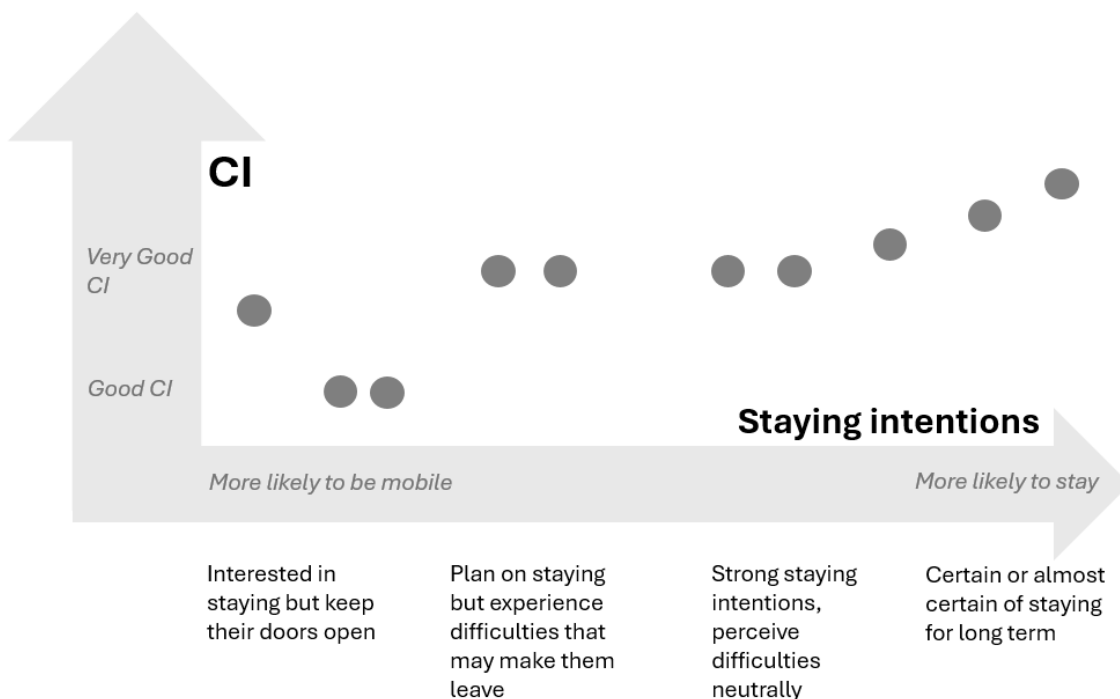 CI
Very Good
CI
Good CI
Staying intentions
More likely to be mobile
More likely to stay
Interested in
staying but keep
their doors open
Plan on staying
but experience
difficulties that
may make them
leave
Strong staying
intentions,
perceive
difficulties
neutrally
Certain or almost
certain of staying
for long term